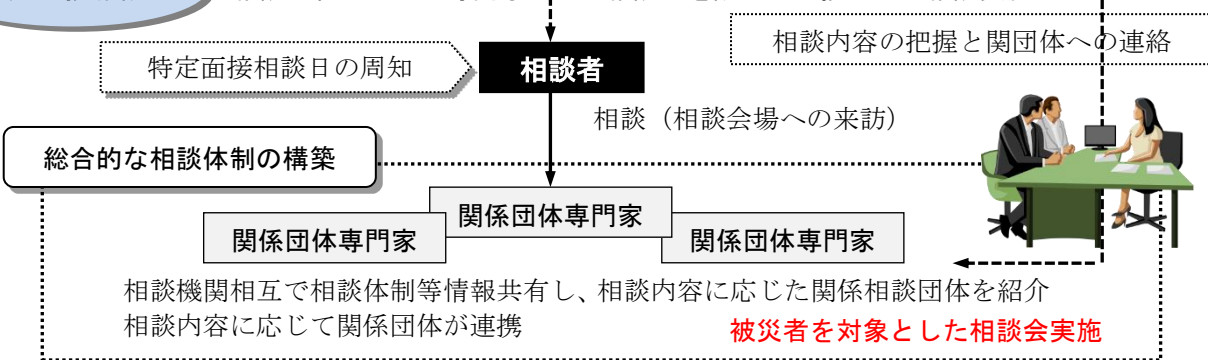 相談内容の把握と関団体への連絡
特定面接相談日の周知
相談者
相談（相談会場への来訪）
総合的な相談体制の構築
関係団体専門家
関係団体専門家
関係団体専門家
相談機関相互で相談体制等情報共有し、相談内容に応じた関係相談団体を紹介
相談内容に応じて関係団体が連携
被災者を対象とした相談会実施